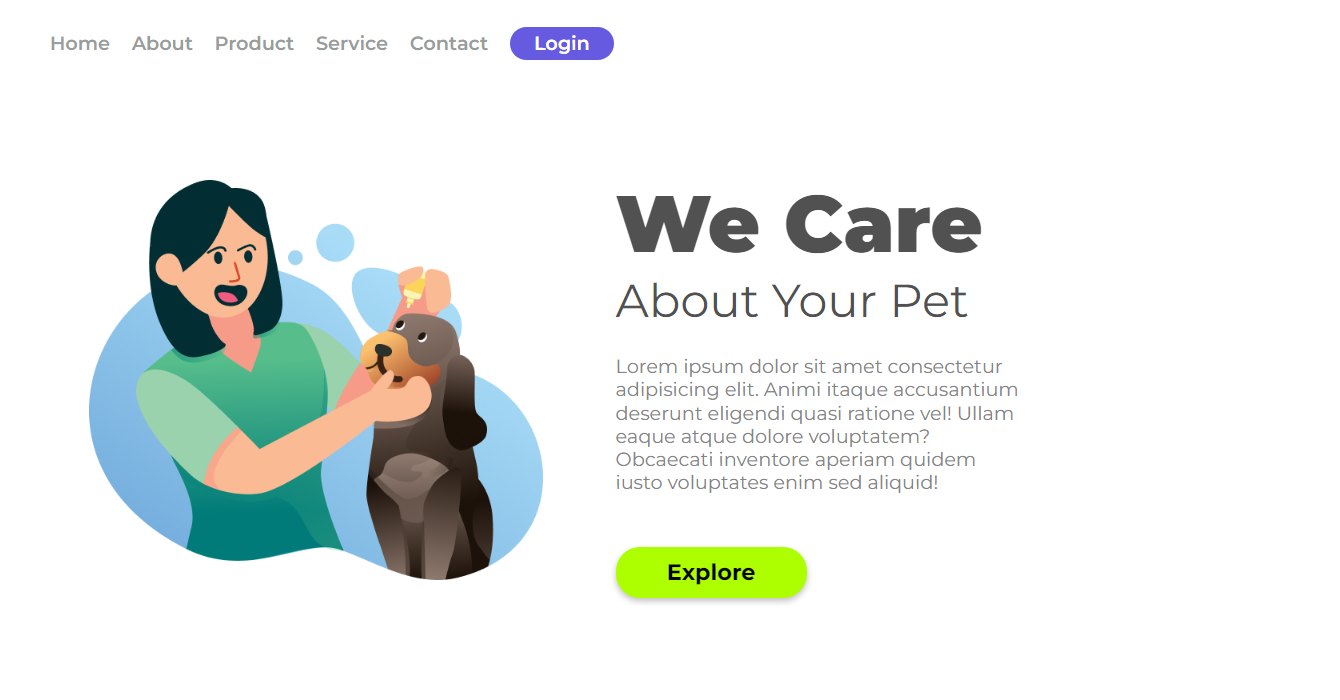 Home About Product Service Contact Login
We Care
About Your Pet
Lorem ipsum dolor sit amet consectetur
adipisicing elit. Animi itaque accusantium
deserunt eligendi quasi ratione vel! Ullam
eaque atque dolore voluptatem?
Obcaecati inventore aperiam quidem
iusto voluptates enim sed aliquid!
Explore